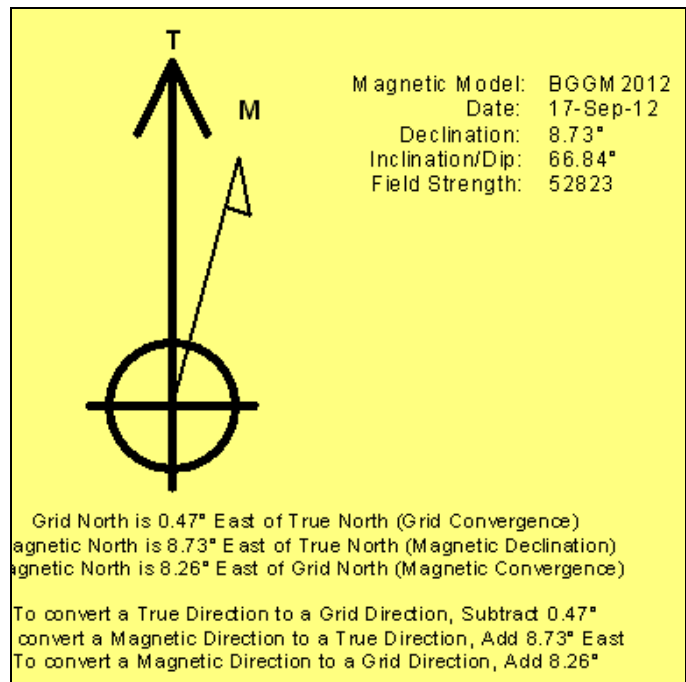 T
M
Magnetic Model: BGGM 2012
Date: 17-Sep-12
Declination: 8.73°
Inclination/Dip: 66.84°
Field Strength: 52823
Grid North is 0.47° East of True North (Grid Convergence)
agnetic North is 8.73° East of True North (Magnetic Declination)
agnetic North is 8.26° East of Grid North (Magnetic Convergence)
To convert a True Direction to a Grid Direction, Subtract 0.47°
convert a Magnetic Direction to a True Direction, Add 8.73° East
To convert a Magnetic Direction to a Grid Direction, Add 8.26°